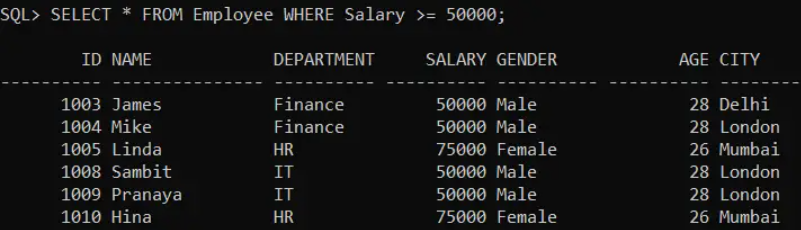 SQL> SELECT * FROM Employee WHERE Salary >= 50000;
ID NAME DEPARTMENT SALARY GENDER AGE CITY
---------- --------------- ---------- ---------- ---------- ---------- --------
1003 James Finance 50000 Male 28 Delhi
1004 Mike Finance 50000 Male 28 London
1005 Linda HR 75000 Female 26 Mumbai
1008 Sambit IT 50000 Male 28 London
1009 Pranaya IT 50000 Male 28 London
1010 Hina HR 75000 Female 26 Mumbai